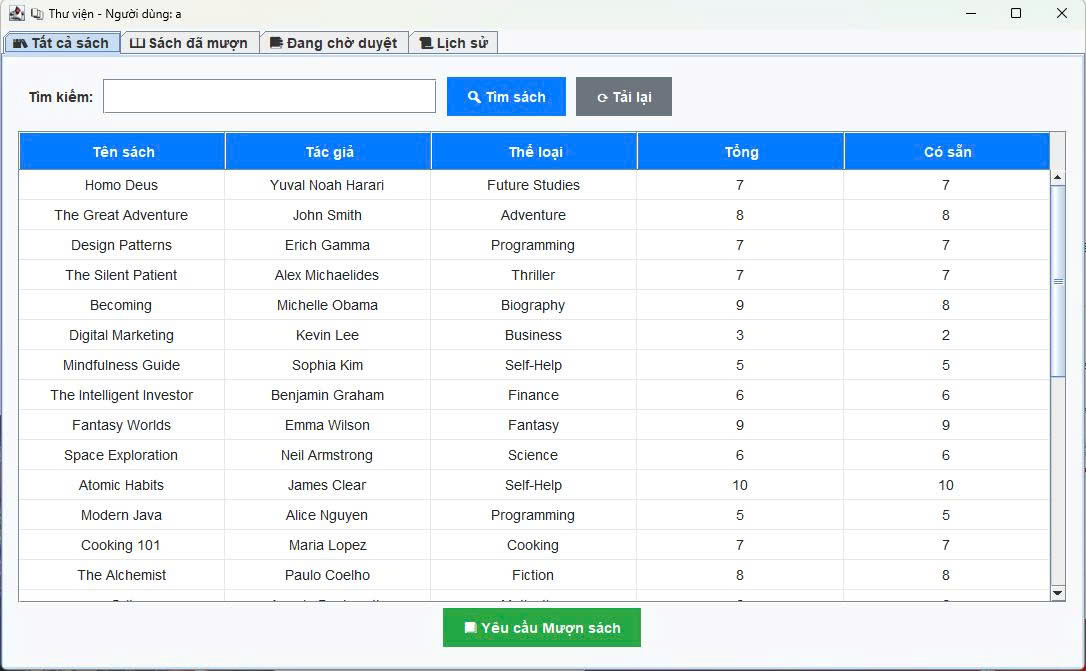 Thư viện - Người dùng: a
Tất cả sách Sách đã mượn Đang chờ duyệt Lịch sử
Tìm kiếm: Tìm sách Tải lại
Tên sách Tác giả Thể loại Tổng Có sẵn
Homo Deus Yuval Noah Harari Future Studies 7 7
The Great Adventure John Smith Adventure 8 8
Design Patterns Erich Gamma Programming 7 7
The Silent Patient Alex Michaelides Thriller 7 7
Becoming Michelle Obama Biography 9 8
Digital Marketing Kevin Lee Business 3 2
Mindfulness Guide Sophia Kim Self-Help 5 5
The Intelligent Investor Benjamin Graham Finance 6 6
Fantasy Worlds Emma Wilson Fantasy 9 9
Space Exploration Neil Armstrong Science 6 6
Atomic Habits James Clear Self-Help 10 10
Modern Java Alice Nguyen Programming 5 5
Cooking 101 Maria Lopez Cooking 7 7
The Alchemist Paulo Coelho Fiction 8 8
Yêu cầu Mượn sách